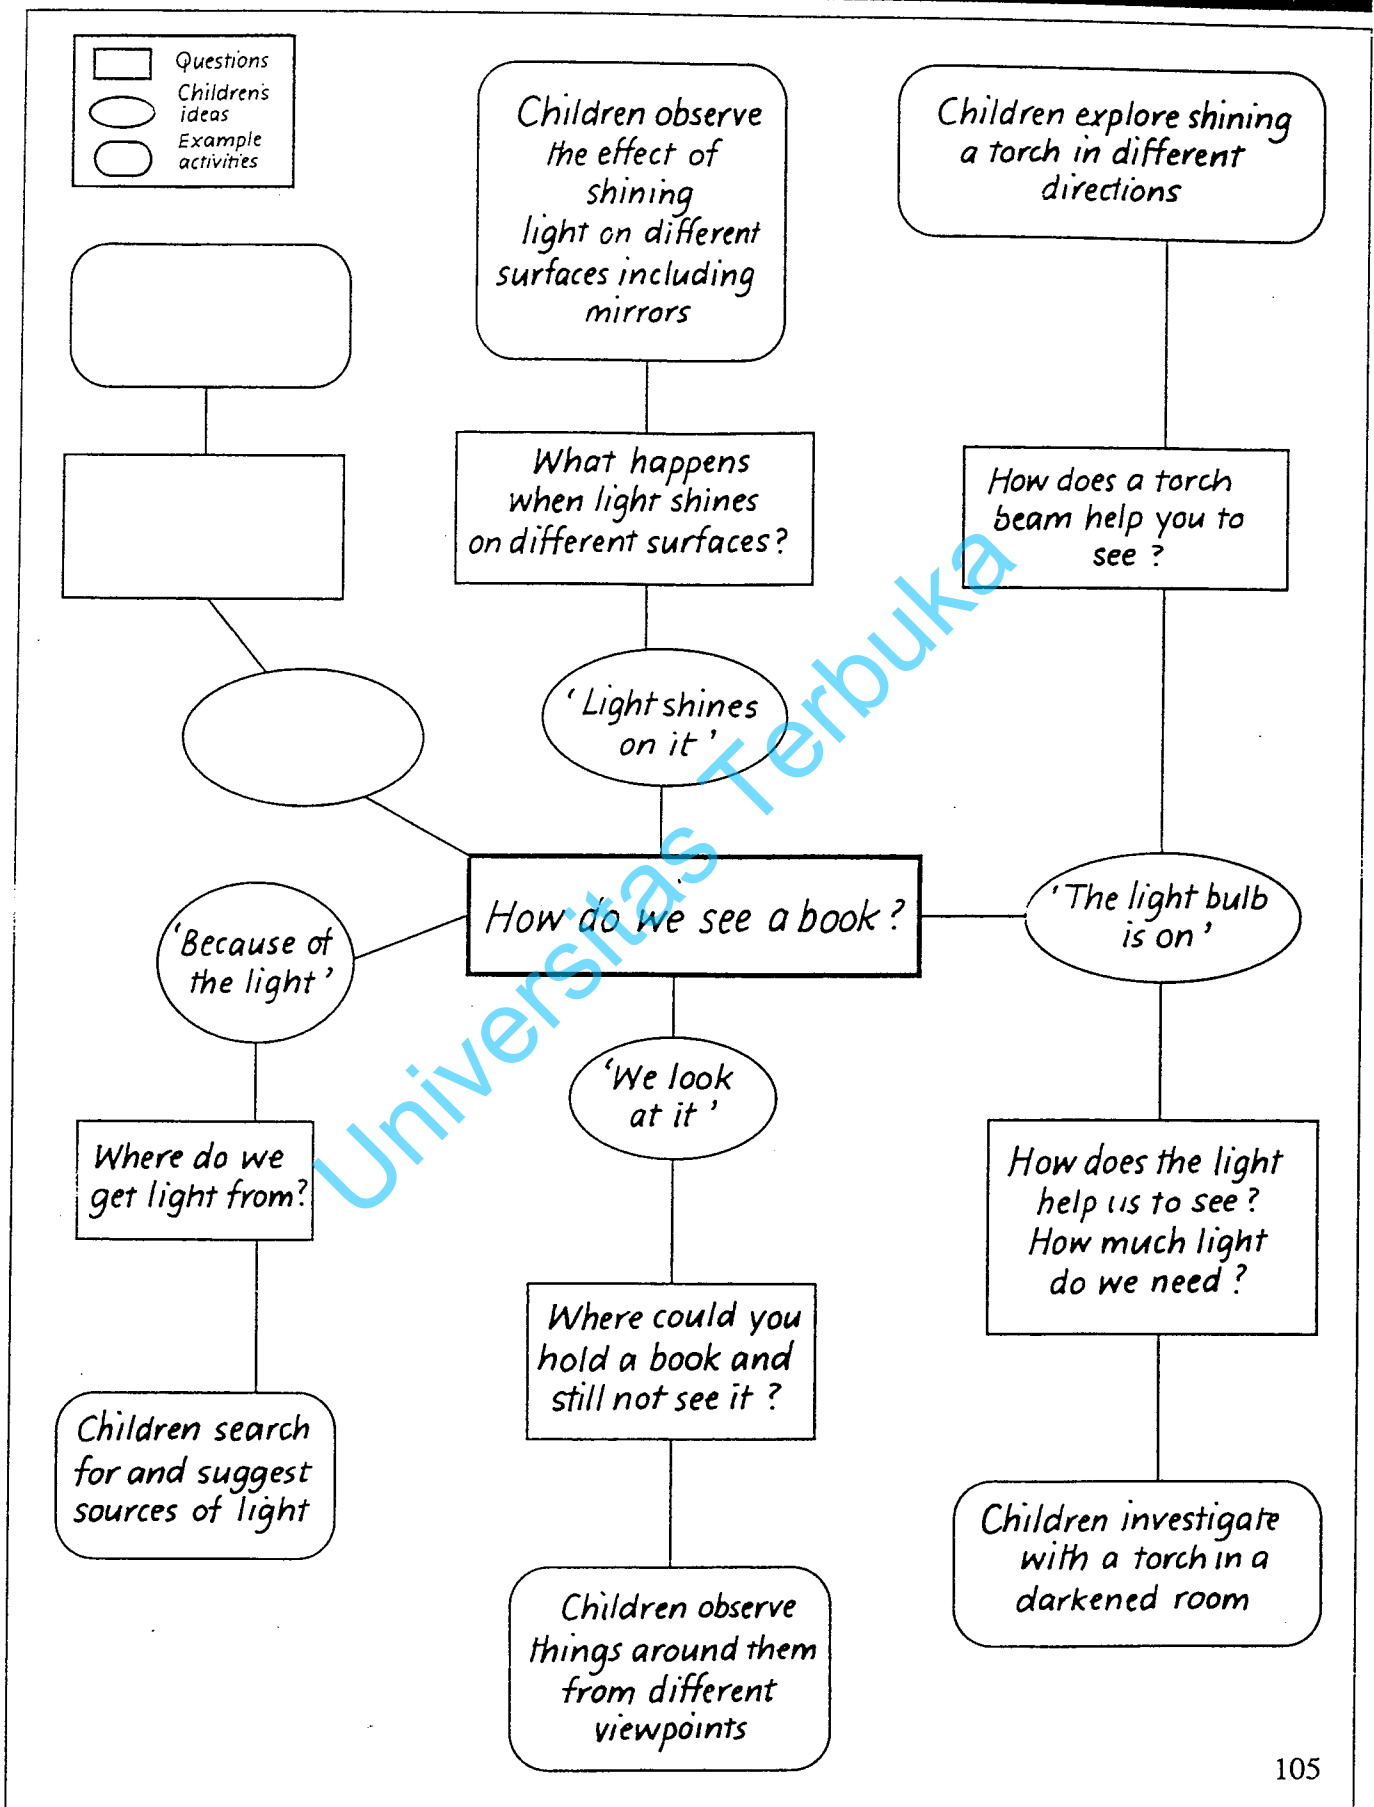 Questions
Children's
ideas
Example
activities
Children observe
the effect of
shining
light on different
surfaces including
mirrors
Children explore shining
a torch in different
directions
What happens
when light shines
on different surfaces?
How does a torch
beam help you to
see ?
'Light shines
on it'
How do we see a book?
'Because of
the light'
'The light bulb
is on'
'We look
at it'
Where do we
get light from?
How does the light
help us to see?
How much light
do we need?
Where could you
hold a book and
still not see it?
Children search
for and suggest
sources of light
Children investigate
with a torch in a
darkened room
Children observe
things around them
from different
viewpoints
Universitas Terbuka
105